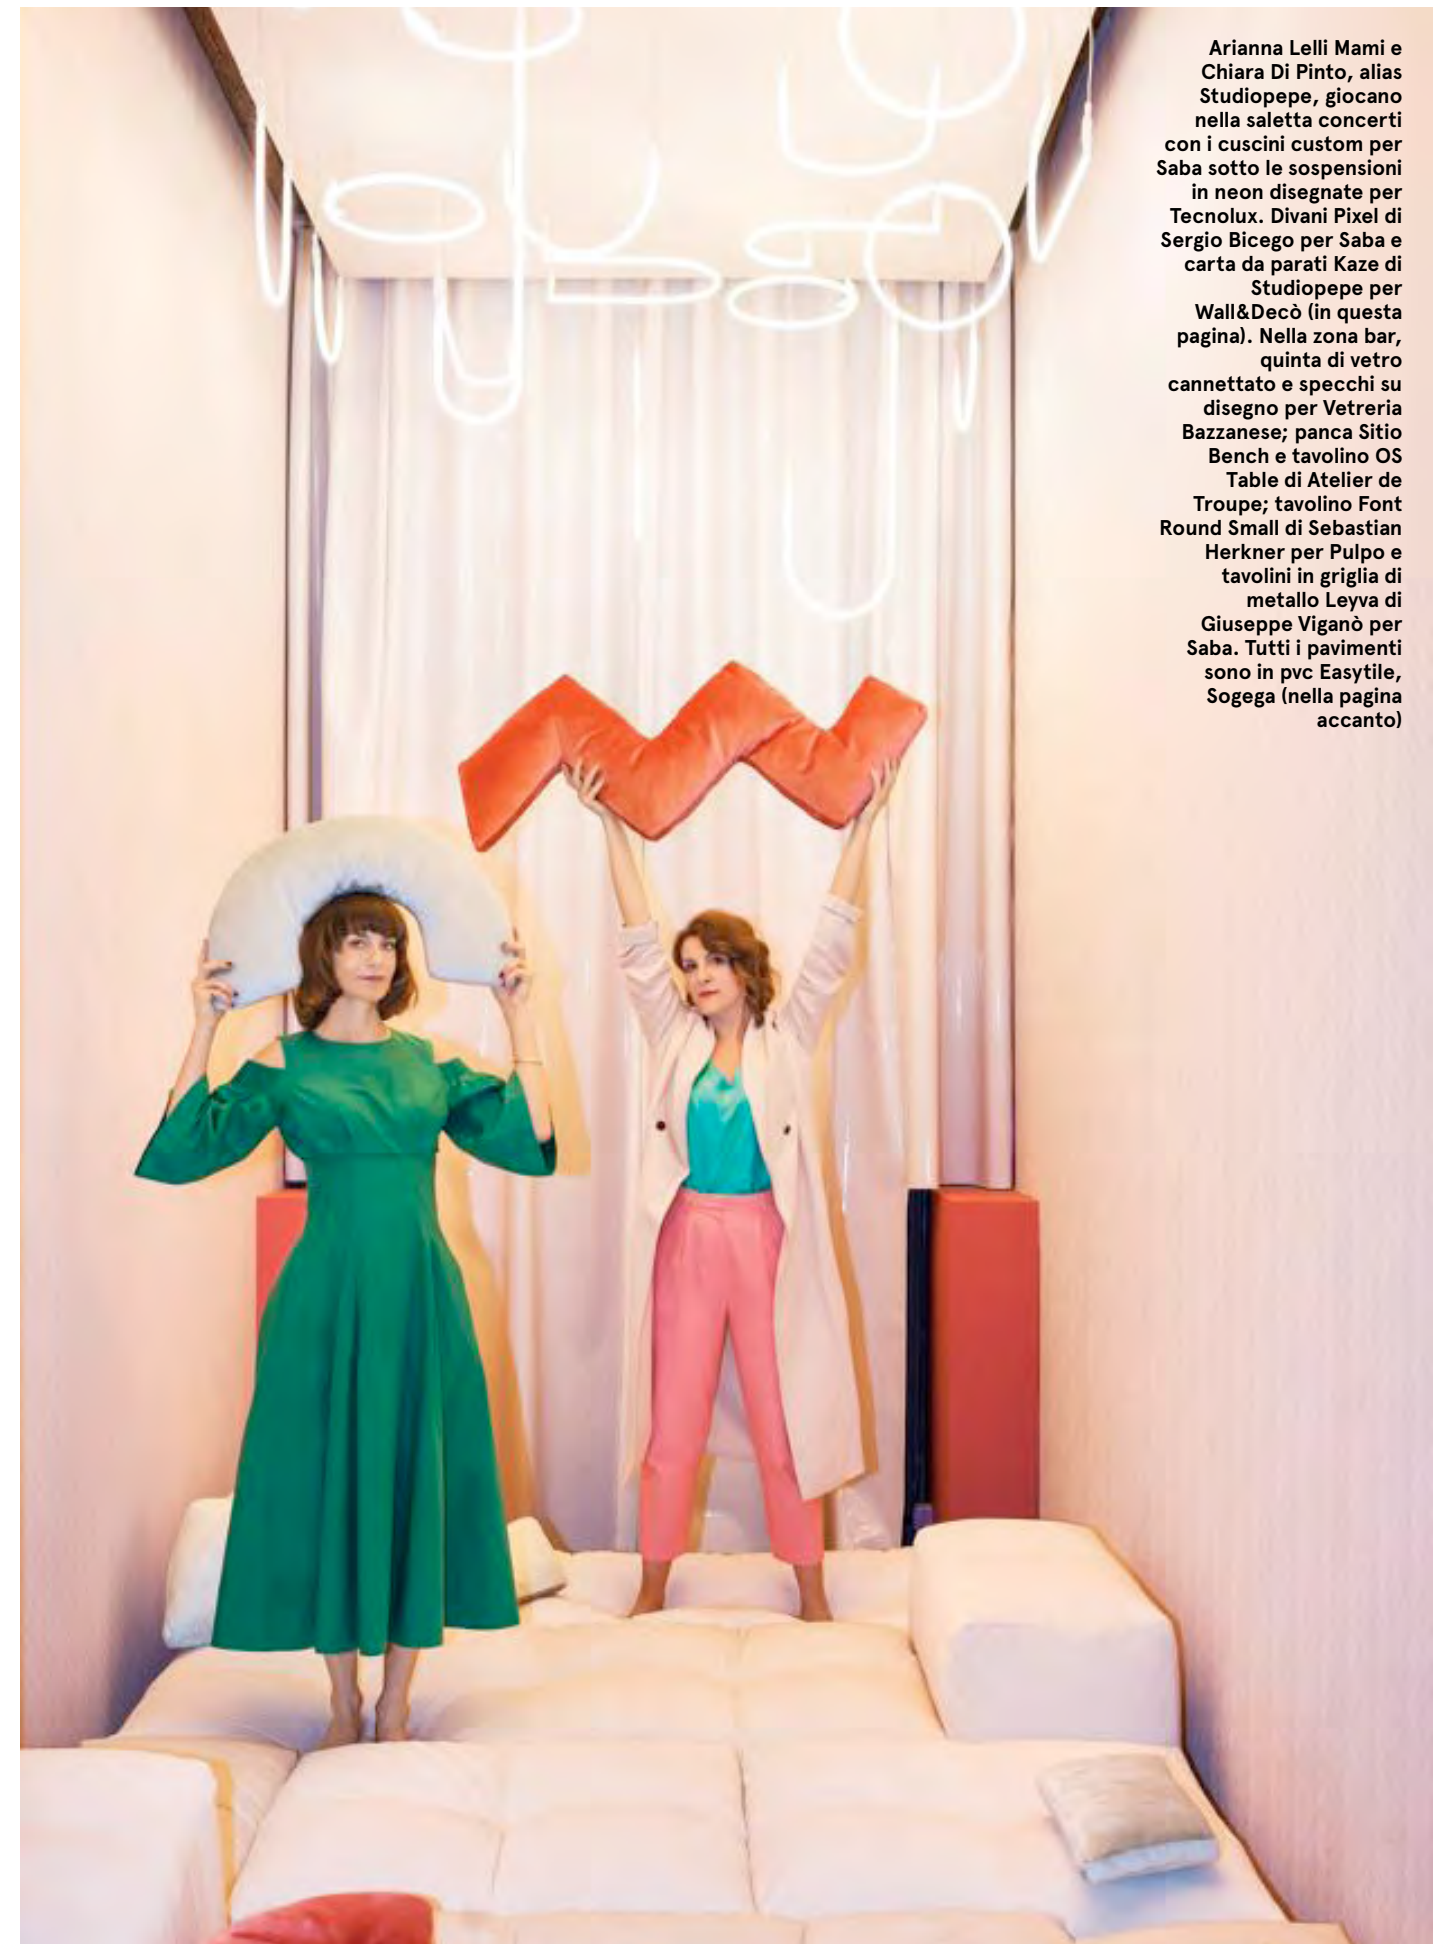 Arianna Lelli Mami e
Chiara Di Pinto, alias
Studiopepe, giocano
nella saletta concerti
con i cuscini custom per
Saba sotto le sospensioni
in neon disegnate per
Tecnolux. Divani Pixel di
Sergio Bicego per Saba e
carta da parati Kaze di
Studiopepe per
Wall&Decò (in questa
pagina). Nella zona bar,
quinta di vetro
cannettato e specchi su
disegno per Vetreria
Bazzanese; panca Sitio
Bench e tavolino OS
Table di Atelier de
Troupe; tavolino Font
Round Small di Sebastian
Herkner per Pulpo e
tavolini in griglia di
metallo Leyva di
Giuseppe Viganò per
Saba. Tutti i pavimenti
sono in pvc Easytile,
Sogega (nella pagina
accanto)